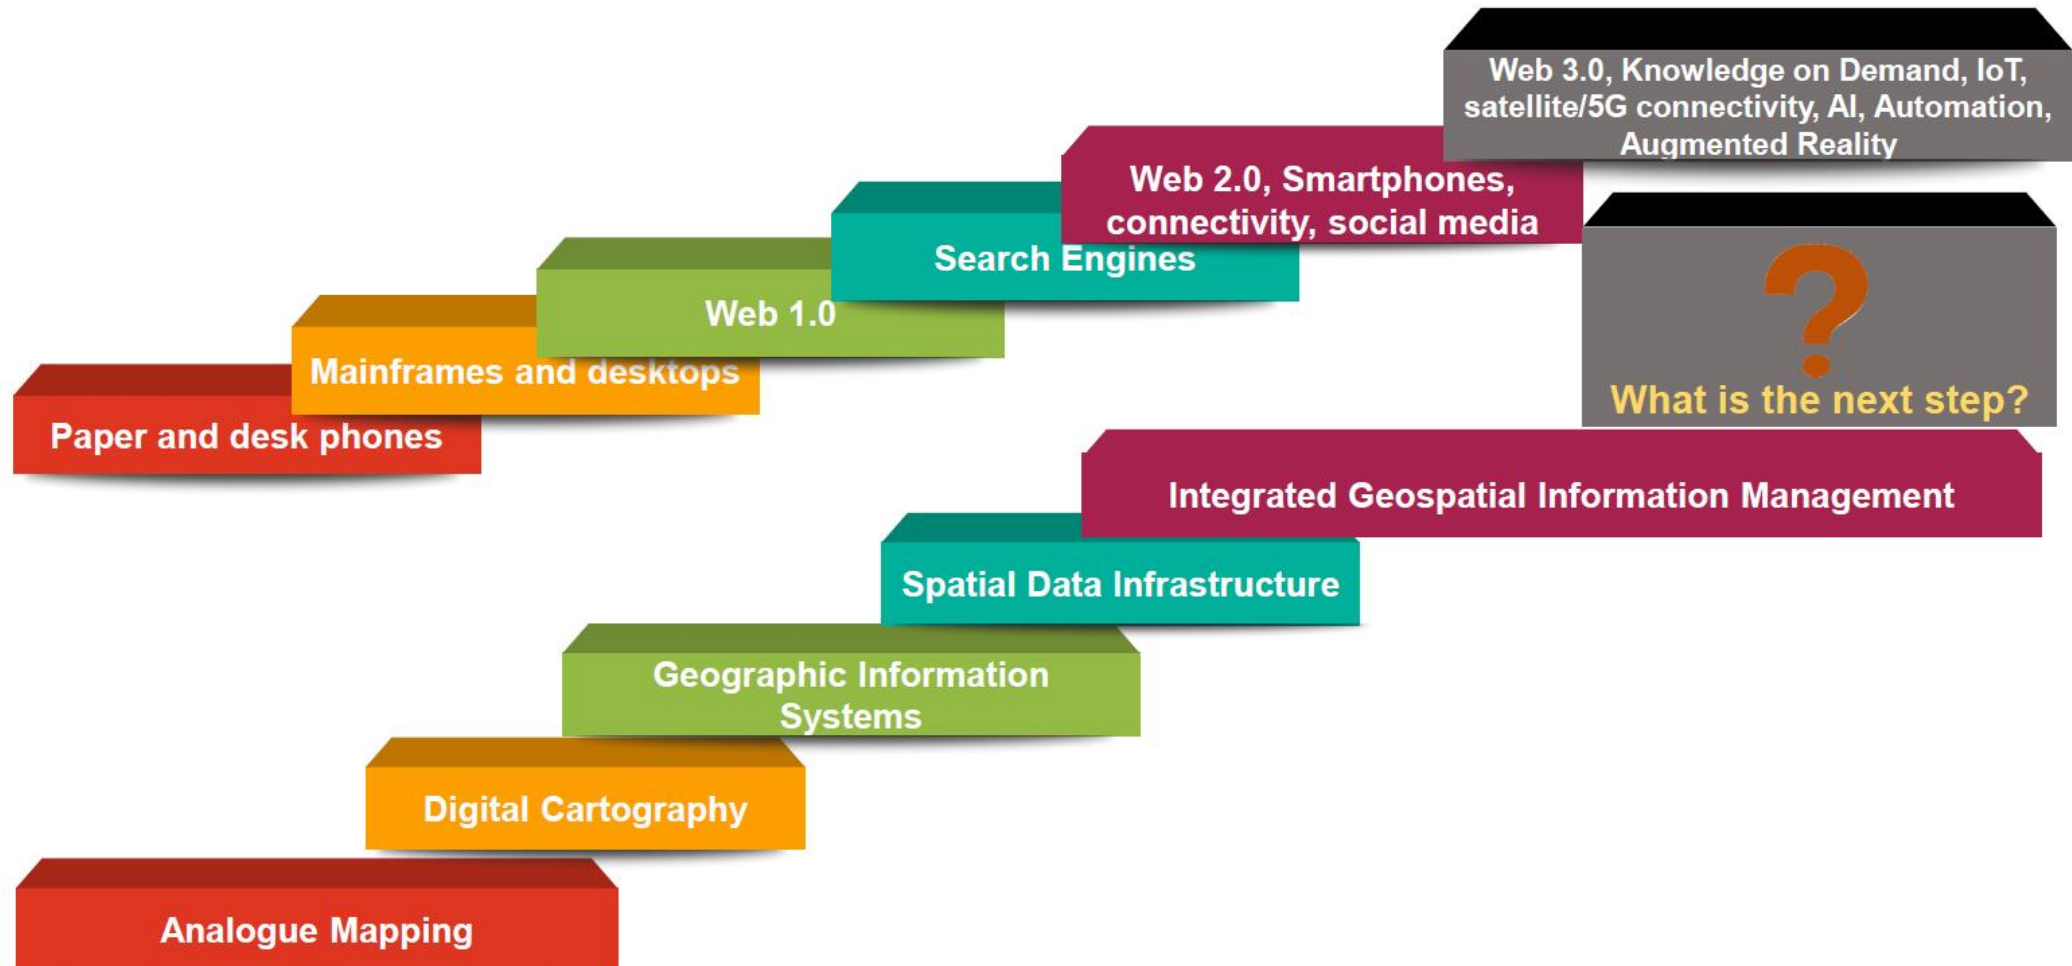 Web 3.0, Knowledge on Demand, IoT,
satellite/5G connectivity, AI, Automation,
Augmented Reality
Web 2.0, Smartphones,
connectivity, social media
Search Engines
Web 1.0
Mainframes and desktops
Paper and desk phones
?
What is the next step?
Integrated Geospatial Information Management
Spatial Data Infrastructure
Geographic Information
Systems
Digital Cartography
Analogue Mapping